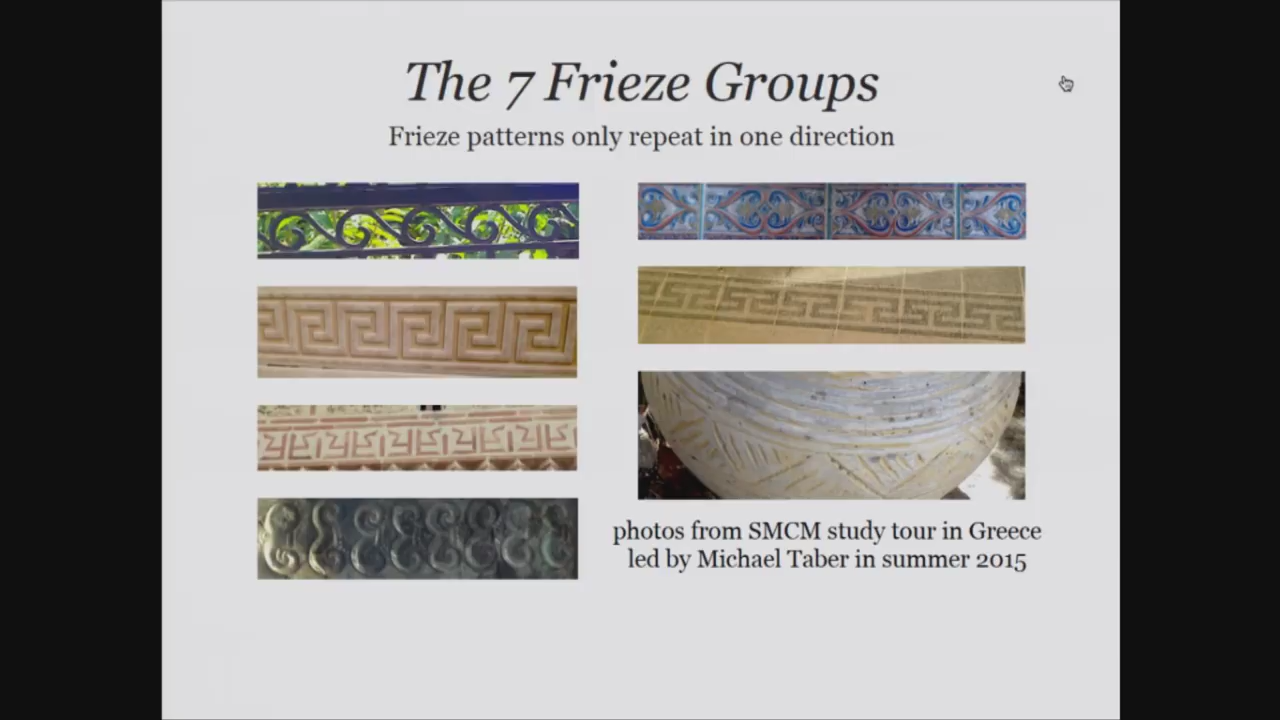 The 7 Frieze Groups
Frieze patterns only repeat in one direction
photos from SMCM study tour in Greece
led by Michael Taber in summer 2015